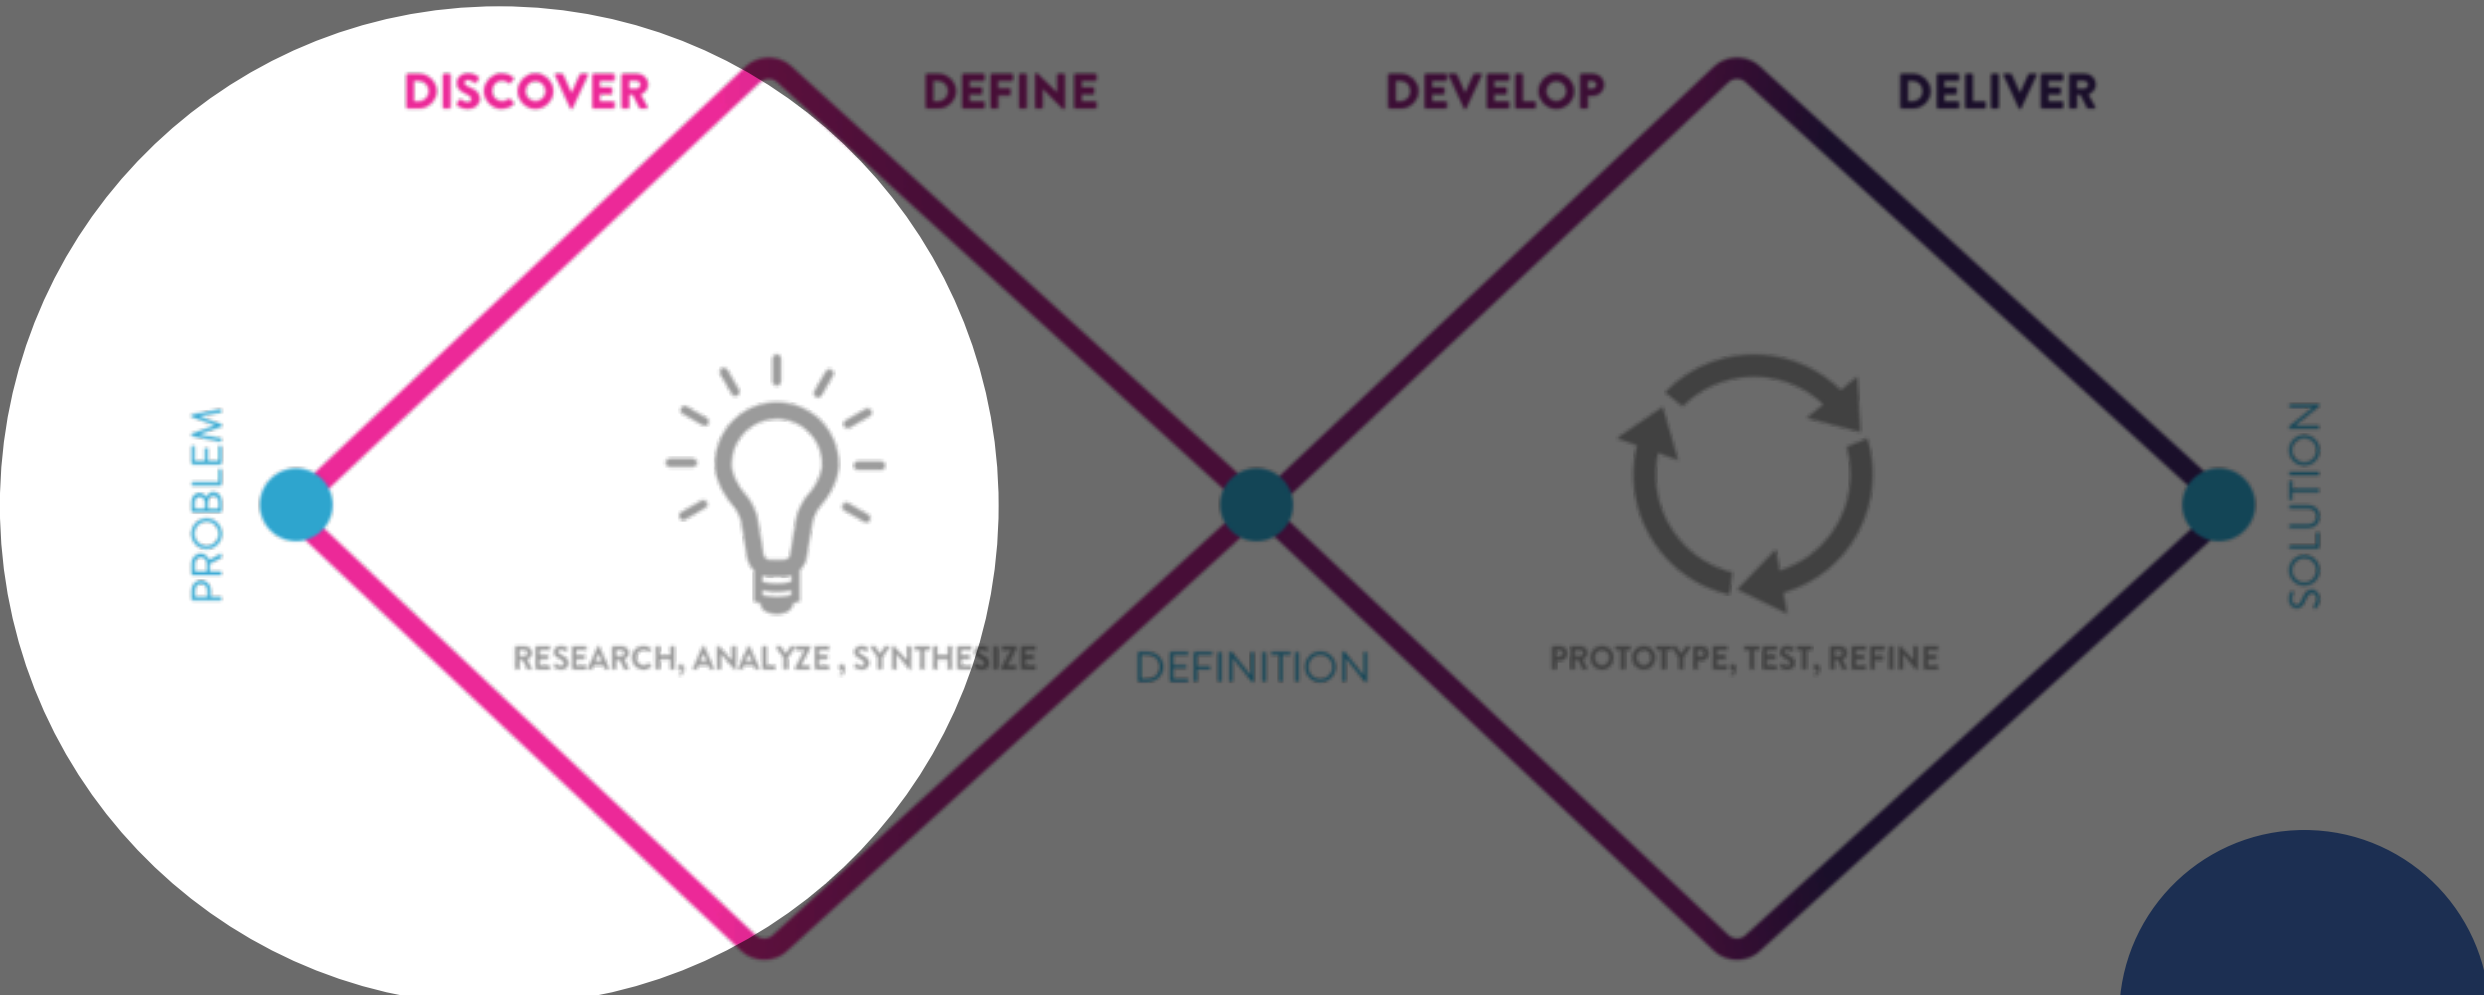 DISCOVER
DEFINE
DEVELOP
DELIVER
PROBLEM
SOLUTION
RESEARCH, ANALYZE , SYNTHESIZE
DEFINITION
PROTOTYPE, TEST, REFINE